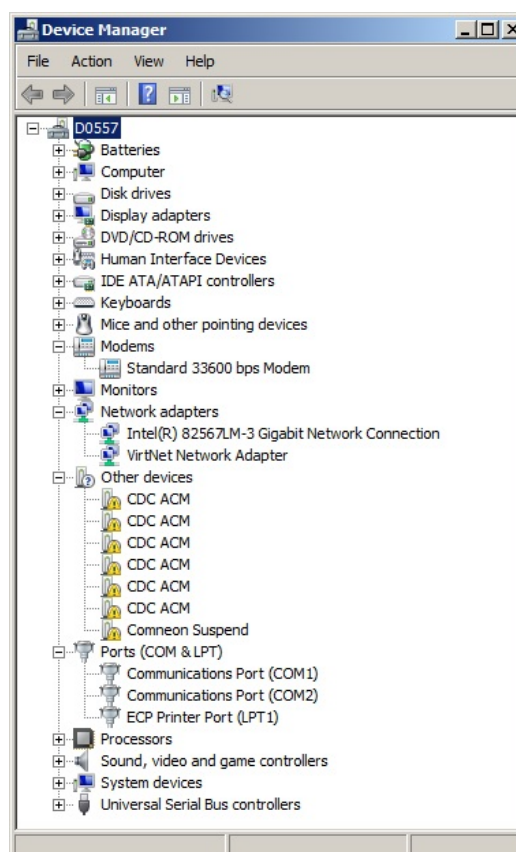 Device Manager
File Action View Help
D0557
Batteries
Computer
Disk drives
Display adapters
DVD/CD-ROM drives
Human Interface Devices
IDE ATA/ATAPI controllers
Keyboards
Mice and other pointing devices
Modems
Standard 33600 bps Modem
Monitors
Network adapters
Intel(R) 82567LM-3 Gigabit Network Connection
VirtNet Network Adapter
Other devices
CDC ACM
CDC ACM
CDC ACM
CDC ACM
CDC ACM
CDC ACM
Comneon Suspend
Ports (COM & LPT)
Communications Port (COM1)
Communications Port (COM2)
ECP Printer Port (LPT1)
Processors
Sound, video and game controllers
System devices
Universal Serial Bus controllers